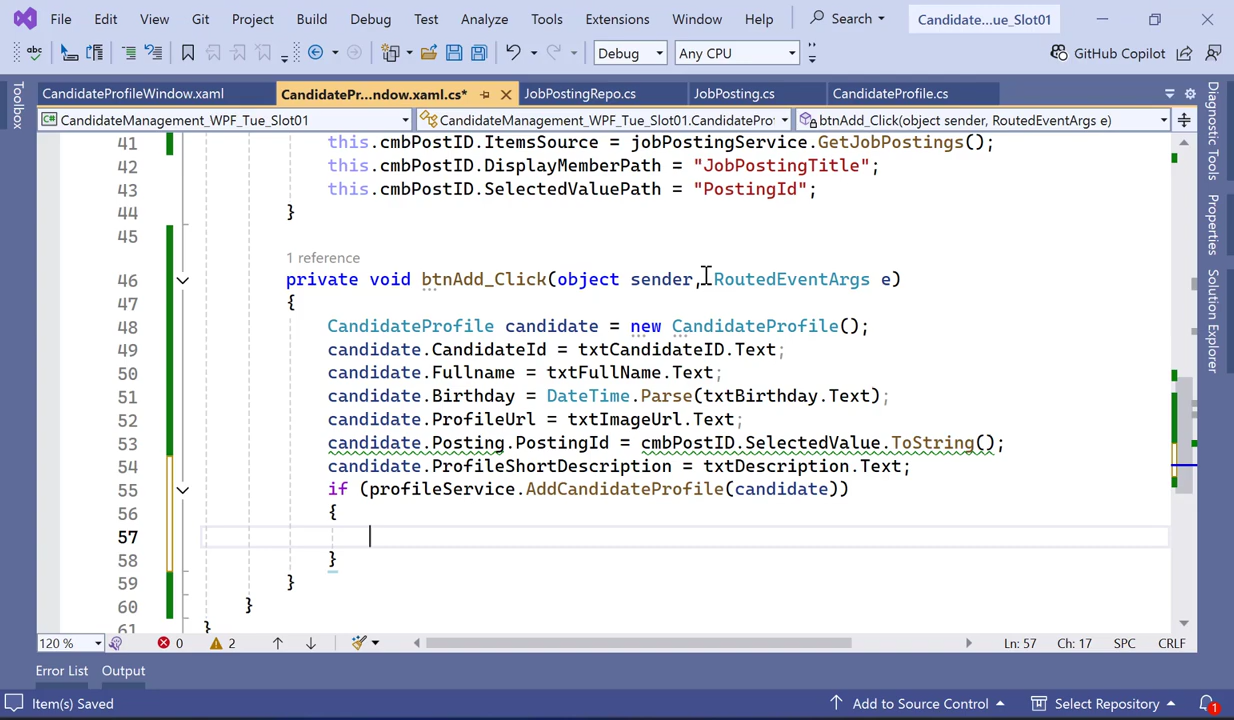 File Edit View Git Project Build Debug Test Analyze Tools Extensions Window Help Search Candidate...ue_Slot01
abc Debug Any CPU GitHub Copilot
CandidateProfileWindow.xaml CandidatePr...ndow.xaml.cs* JobPostingRepo.cs JobPosting.cs CandidateProfile.cs
CandidateManagement_WPF_Tue_Slot01 CandidateManagement_WPF_Tue_Slot01.CandidateProf btnAdd_Click(object sender, RoutedEventArgs e)
Toolbox
41 this.cmbPostID.ItemsSource = jobPostingService.GetJobPostings();
42 this.cmbPostID.DisplayMemberPath = "JobPostingTitle";
43 this.cmbPostID.SelectedValuePath = "PostingId";
44 }
45
1 reference
46 private void btnAdd_Click(object sender, RoutedEventArgs e)
47 {
48 CandidateProfile candidate = new CandidateProfile();
49 candidate.CandidateId = txtCandidateID.Text;
50 candidate.Fullname = txtFullName.Text;
51 candidate.Birthday = DateTime.Parse(txtBirthday.Text);
52 candidate.ProfileUrl = txtImageUrl.Text;
53 candidate.Posting.PostingId = cmbPostID.SelectedValue.ToString();
54 candidate.ProfileShortDescription = txtDescription.Text;
55 if (profileService.AddCandidateProfile(candidate))
56 {
57
58 }
59 }
60 }
61 }
Diagnostic Tools
Properties
Solution Explorer
120 % 0 2 Ln: 57 Ch: 17 SPC CRLF
Error List Output
Item(s) Saved Add to Source Control Select Repository 1